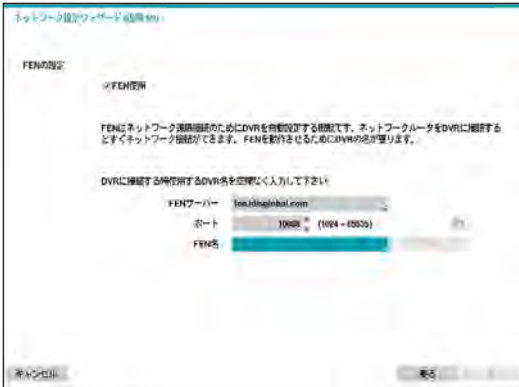 ネットワーク設定ウィザード
FENの設定
FEN使用
FENはネットワーク遠隔接続のためにDVRを自動設定する機能です。ネットワークルータをDVRに接続する
とすぐネットワーク接続ができます。FENを動作させるためにDVRの名が要ります。
DVRに接続する時使用するDVR名を空欄なく入力して下さい
FENサーバー fen.idisglobal.com
ポート (1024 ~ 65535)
FEN名
キャンセル 戻る